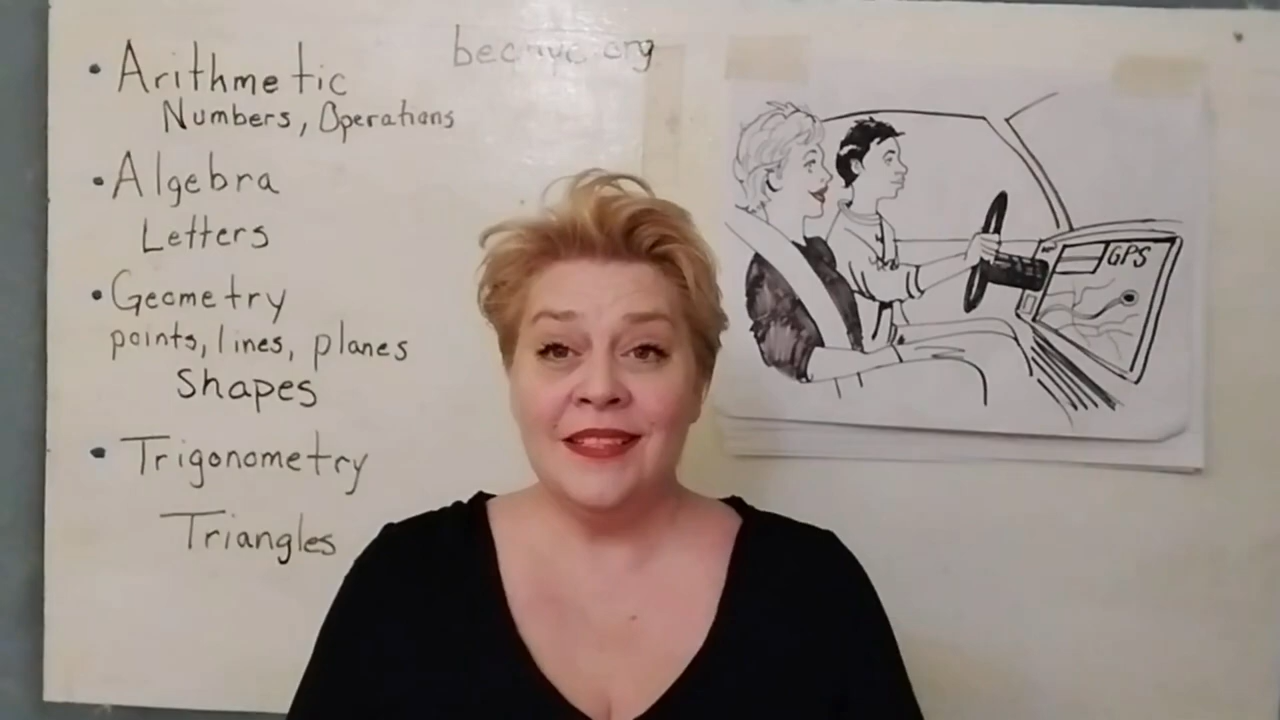 • Arithmetic
Numbers, Operations
• Algebra
Letters
• Geometry
points, lines, planes
Shapes
• Trigonometry
Triangles
GPS